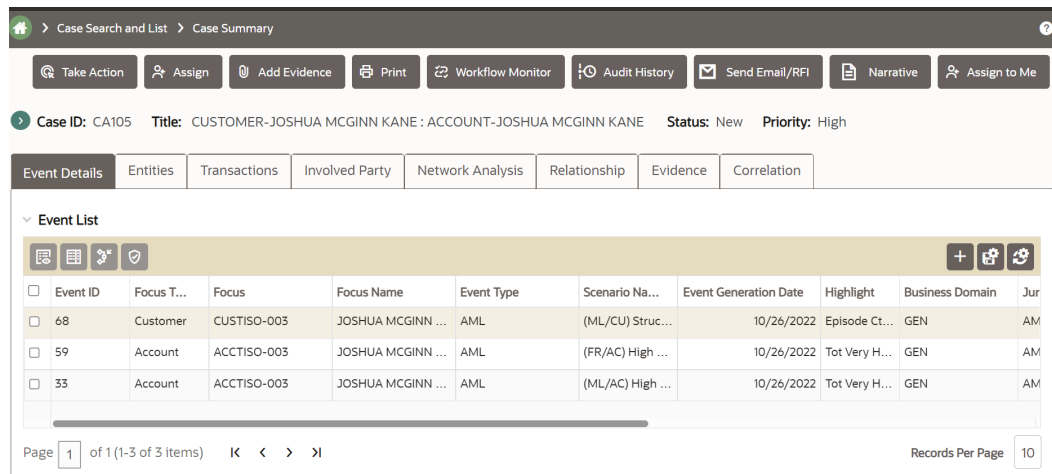 Case Search and List > Case Summary ?
Take Action Assign Add Evidence Print Workflow Monitor Audit History Send Email/RFI Narrative Assign to Me
Case ID: CA105 Title: CUSTOMER-JOSHUA MCGINN KANE : ACCOUNT-JOSHUA MCGINN KANE Status: New Priority: High
Event Details Entities Transactions Involved Party Network Analysis Relationship Evidence Correlation
Event List
Event ID Focus T... Focus Focus Name Event Type Scenario Na... Event Generation Date Highlight Business Domain Jur
68 Customer CUSTISO-003 JOSHUA MCGINN ... AML (ML/CU) Struc... 10/26/2022 Episode Ct... GEN AM
59 Account ACCTISO-003 JOSHUA MCGINN ... AML (FR/AC) High ... 10/26/2022 Tot Very H... GEN AM
33 Account ACCTISO-003 JOSHUA MCGINN ... AML (ML/AC) High ... 10/26/2022 Tot Very H... GEN AM
Page 1 of 1 (1-3 of 3 items) Records Per Page 10